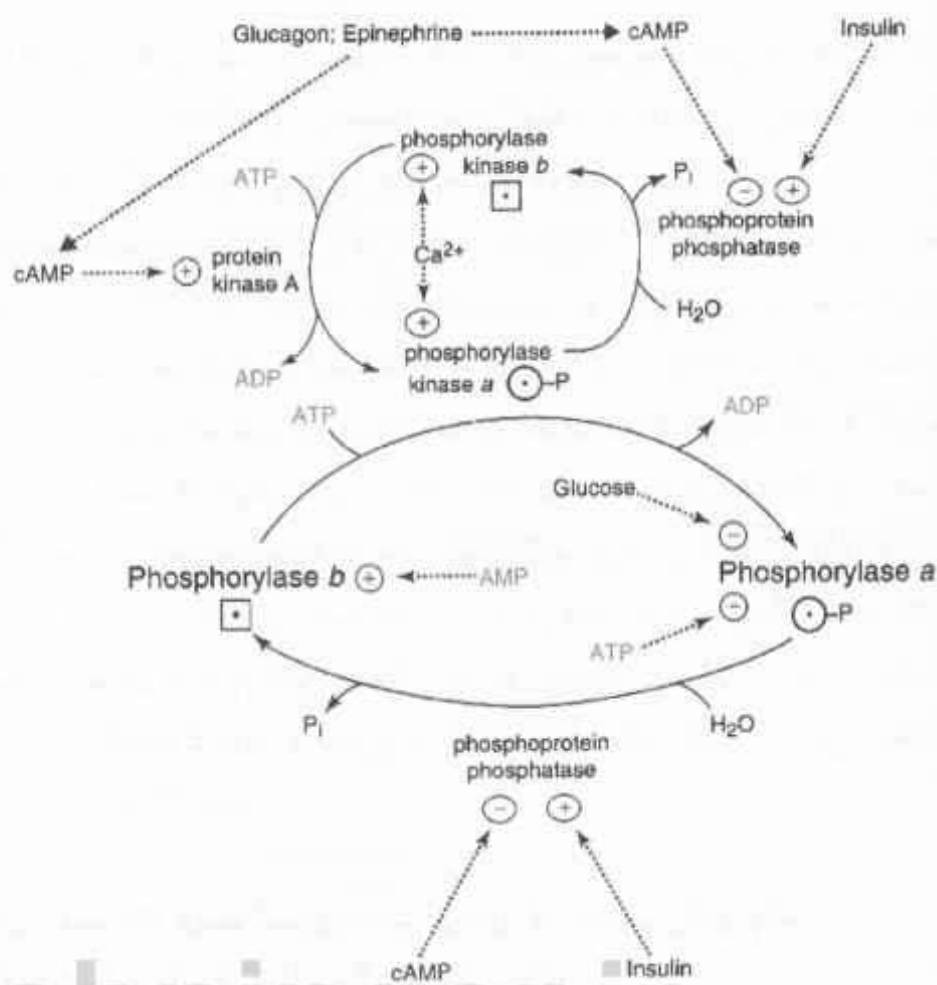 Glucagon; Epinephrine
cAMP
Insulin
phosphorylase
kinase b
ATP
Pi
+
−
+
phosphoprotein
phosphatase
Ca2+
cAMP
+
protein
kinase A
H2O
+
phosphorylase
kinase a
P
ADP
ATP
ADP
Glucose
−
Phosphorylase b
+
AMP
Phosphorylase a
−
P
ATP
Pi
H2O
phosphoprotein
phosphatase
−
+
cAMP
Insulin